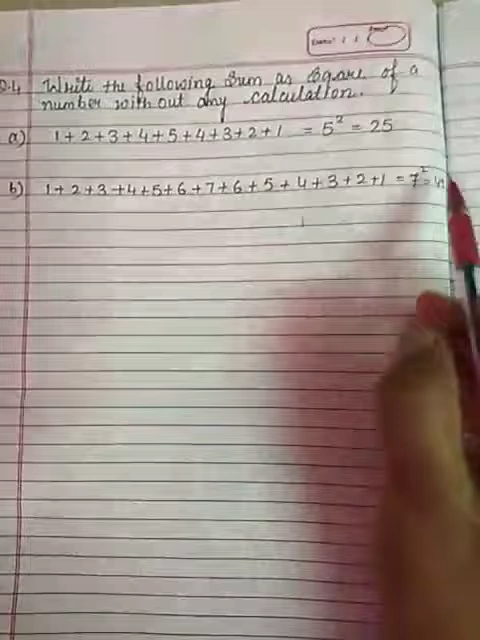 Q.4 Write the following Sum as Square of a
number with out any calculation.
a) 1+2+3+4+5+4+3+2+1 = 5² = 25
b) 1+2+3+4+5+6+7+6+5+4+3+2+1 = 7² =